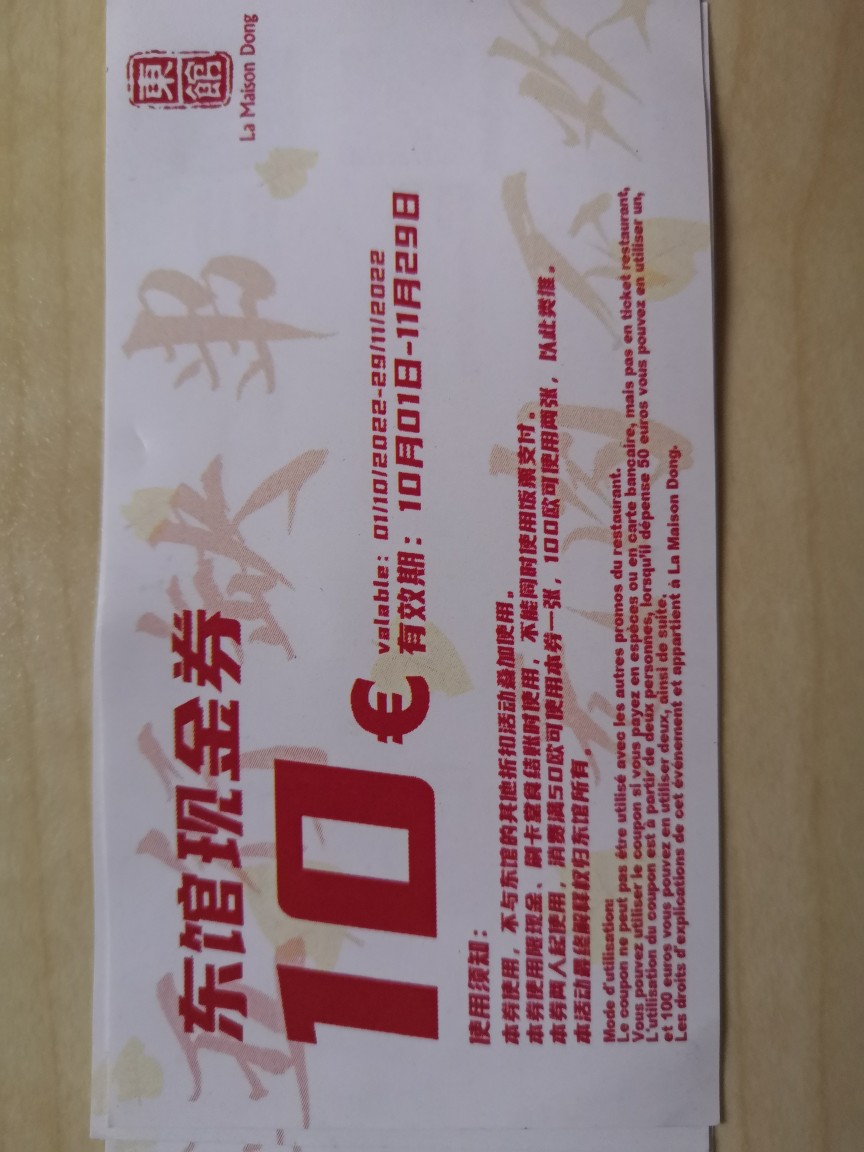 東館
La Maison Dong
东馆现金券
10€
valable: 01/10/2022-29/11/2022
有效期：10月01日-11月29日
使用须知：
本券使用，不与东馆的其他折扣活动叠加使用。
本券使用限现金、刷卡堂食结账时使用，不能同时使用饭票支付。
本券两人起使用，消费满50欧可使用本券一张，100欧可使用两张，以此类推。
本活动最终解释权归东馆所有。
Mode d'utilisation:
Le coupon ne peut pas être utilisé avec les autres promos du restaurant.
Vous pouvez utiliser le coupon si vous payez en espèces ou en carte bancaire, mais pas en ticket restaurant,
L'utilisation du coupon est à partir de deux personnes, lorsqu'il dépense 50 euros vous pouvez en utiliser un,
et 100 euros vous pouvez en utiliser deux, ainsi de suite.
Les droits d'explications de cet événement et appartient à La Maison Dong.